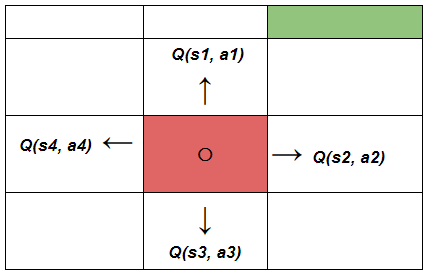 Q(s1, a1)
Q(s4, a4)
O
Q(s2, a2)
Q(s3, a3)